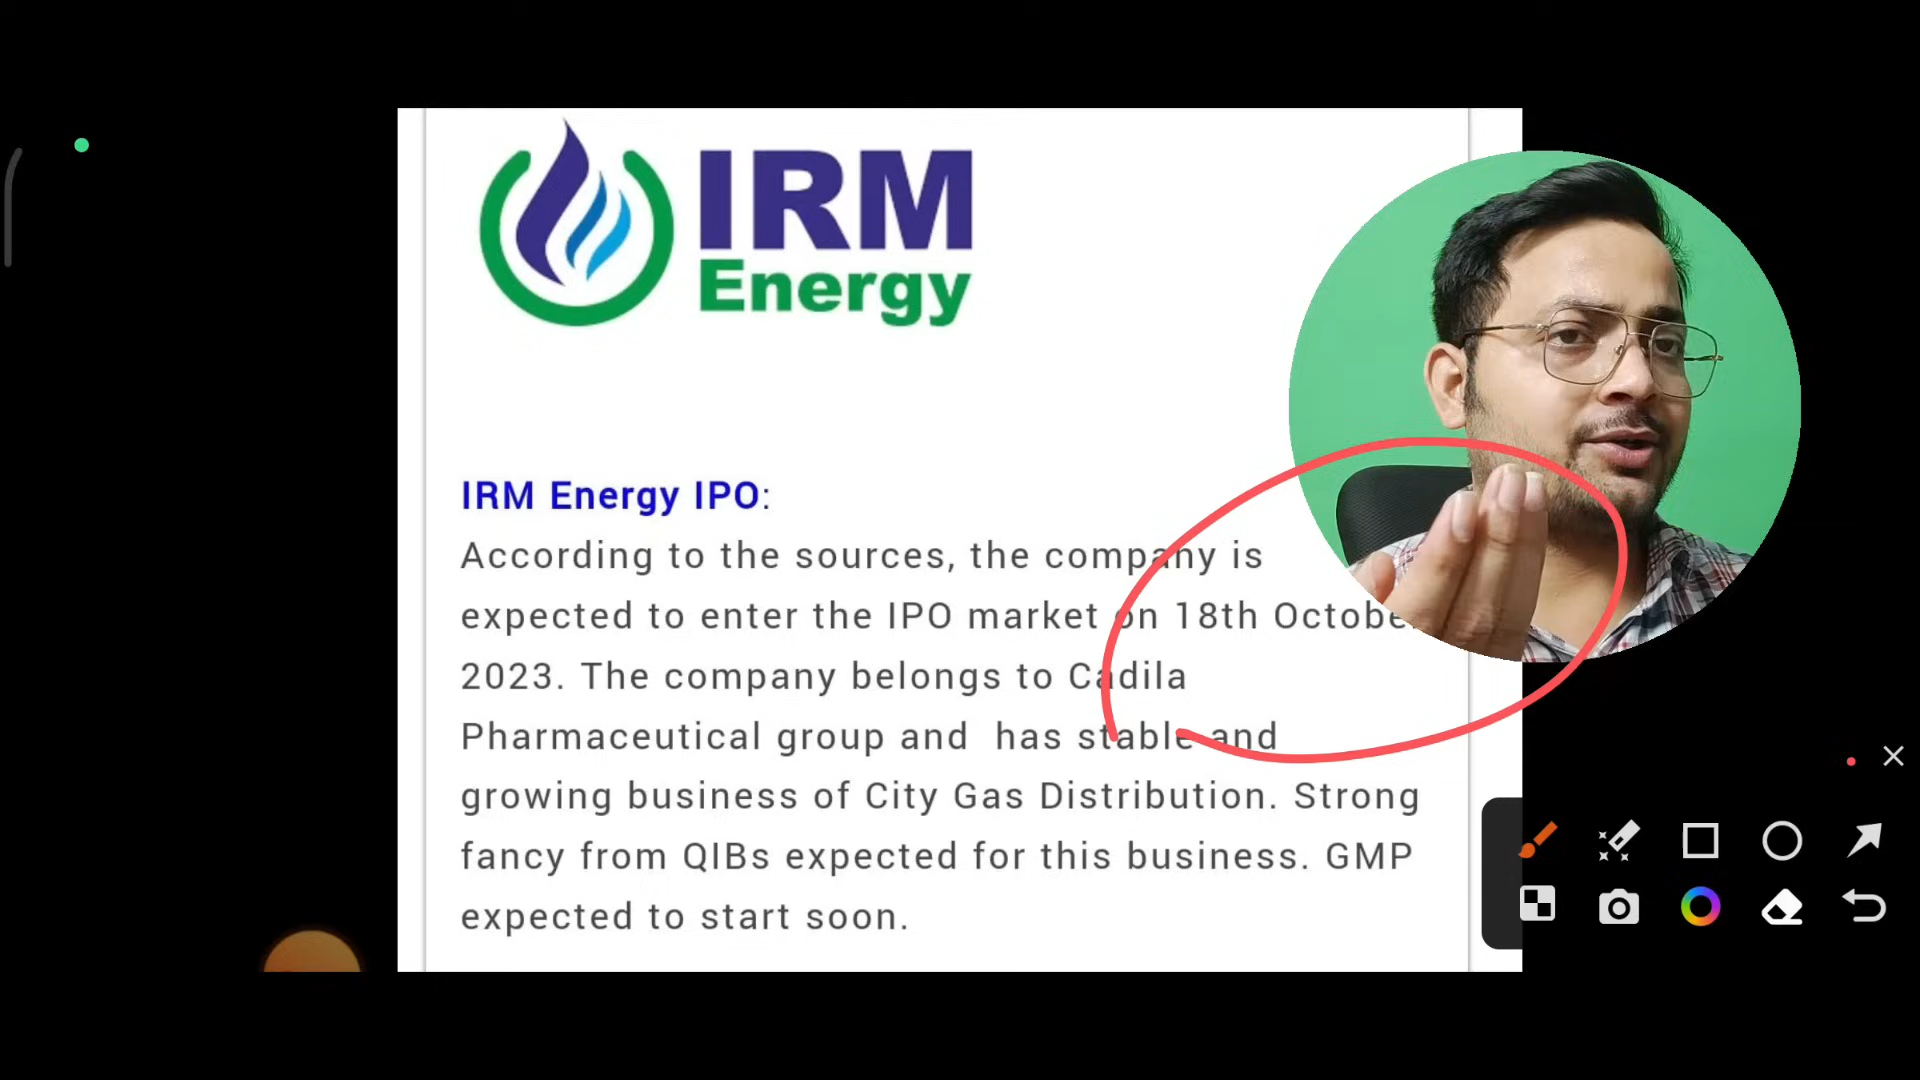 IRM
Energy
IRM Energy IPO:
According to the sources, the company is
expected to enter the IPO market on 18th Octobe
2023. The company belongs to Cadila
Pharmaceutical group and has stable and
growing business of City Gas Distribution. Strong
fancy from QIBs expected for this business. GMP
expected to start soon.